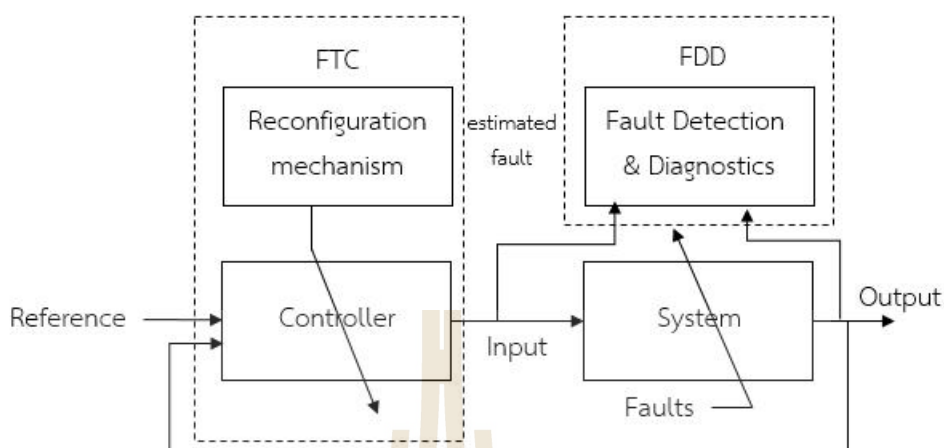 FTC
FDD
Reconfiguration
mechanism
estimated
fault
Fault Detection
& Diagnostics
Reference
Controller
Input
System
Output
Faults